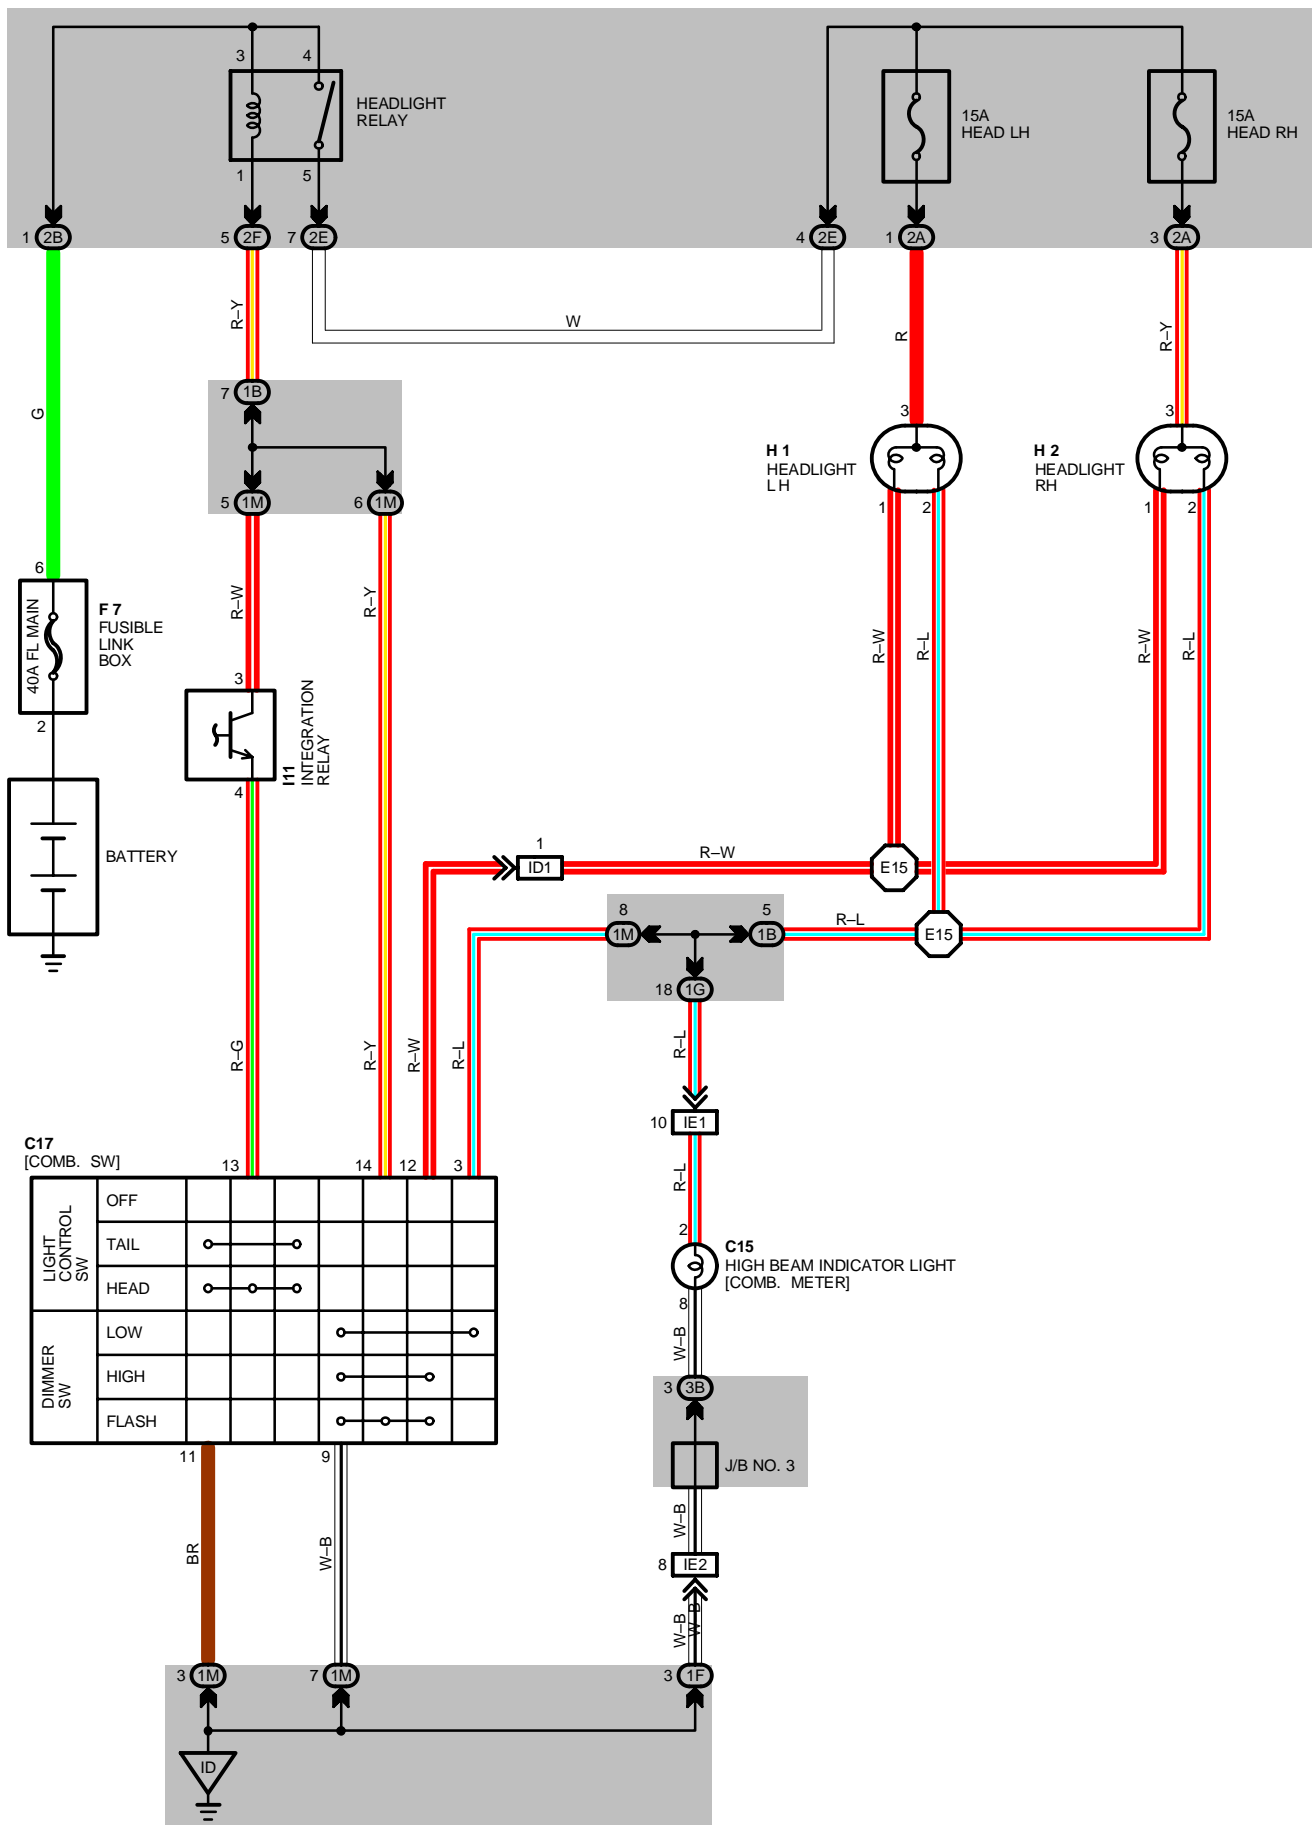 3
4
HEADLIGHT
RELAY
1
5
15A
HEAD LH
15A
HEAD RH
1 2B
5 2F
7 2E
4 2E
1 2A
3 2A
G
R–Y
W
R
R–Y
7 1B
5 1M
6 1M
3
H 1
HEADLIGHT
LH
1
2
3
H 2
HEADLIGHT
RH
1
2
6
40A FL MAIN
F 7
FUSIBLE
LINK
BOX
2
R–W
R–Y
R–W
R–L
R–W
R–L
3
I11
INTEGRATION
RELAY
4
BATTERY
1
ID1
R–W
E15
8
1M
5
1B
R–L
E15
18 1G
R–G
R–Y
R–W
R–L
R–L
10 IE1
R–L
C17
[COMB. SW]
13
14
12
3
LIGHT
CONTROL
SW
OFF
TAIL
HEAD
DIMMER
SW
LOW
HIGH
FLASH
11
9
2
C15
HIGH BEAM INDICATOR LIGHT
[COMB. METER]
8
W–B
3 3B
J/B NO. 3
W–B
8 IE2
W–B
W–B
BR
W–B
3 1M
7 1M
3 1F
ID